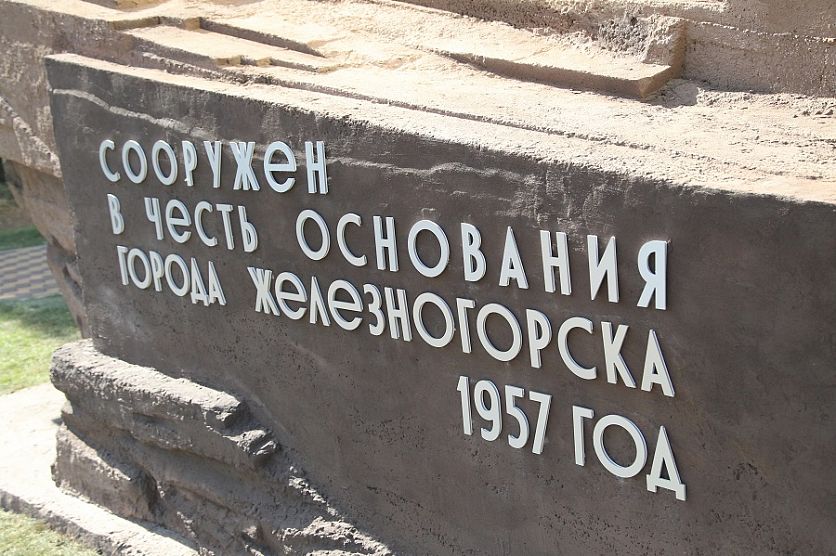 СООРУЖЕН
В ЧЕСТЬ ОСНОВАНИЯ
ГОРОДА ЖЕЛЕЗНОГОРСКА
1957 ГОД